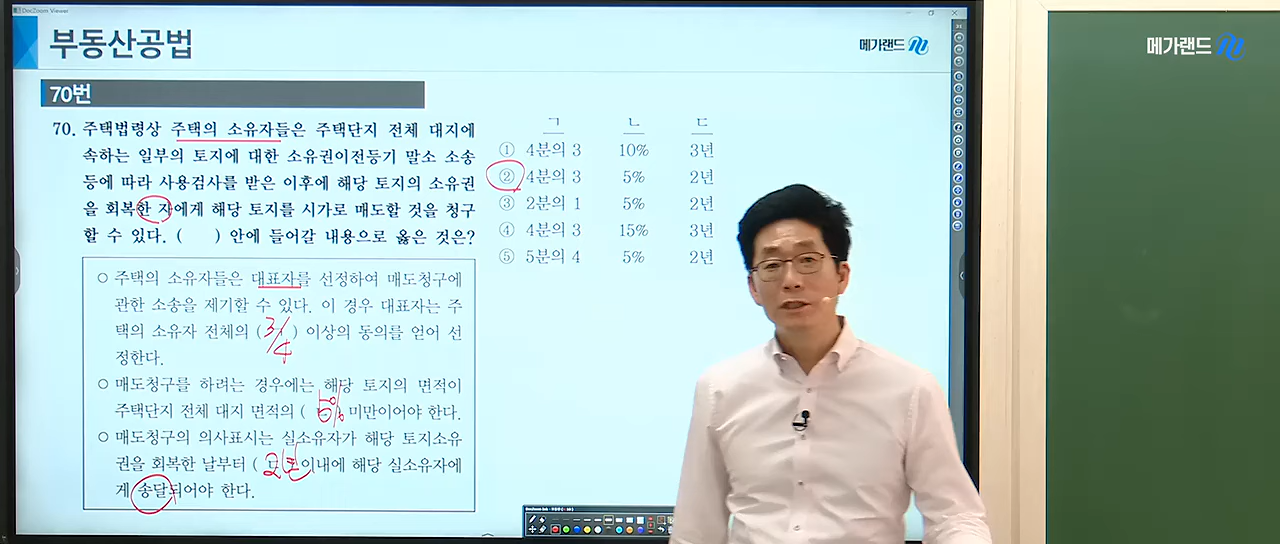 DocZoom Viewer
부동산공법
메가랜드
메가랜드
70번
70. 주택법령상 주택의 소유자들은 주택단지 전체 대지에
속하는 일부의 토지에 대한 소유권이전등기 말소 소송
등에 따라 사용검사를 받은 이후에 해당 토지의 소유권
을 회복한 자에게 해당 토지를 시가로 매도할 것을 청구
할 수 있다. ( ) 안에 들어갈 내용으로 옳은 것은?
○ 주택의 소유자들은 대표자를 선정하여 매도청구에
관한 소송을 제기할 수 있다. 이 경우 대표자는 주
택의 소유자 전체의 ( 3/4 ) 이상의 동의를 얻어 선
정한다.
○ 매도청구를 하려는 경우에는 해당 토지의 면적이
주택단지 전체 대지 면적의 ( 5% 미만이어야 한다.
○ 매도청구의 의사표시는 실소유자가 해당 토지소유
권을 회복한 날부터 ( 2년 이내에 해당 실소유자에
게 송달되어야 한다.
ㄱ ㄴ ㄷ
① 4분의 3 10% 3년
② 4분의 3 5% 2년
③ 2분의 1 5% 2년
④ 4분의 3 15% 3년
⑤ 5분의 4 5% 2년